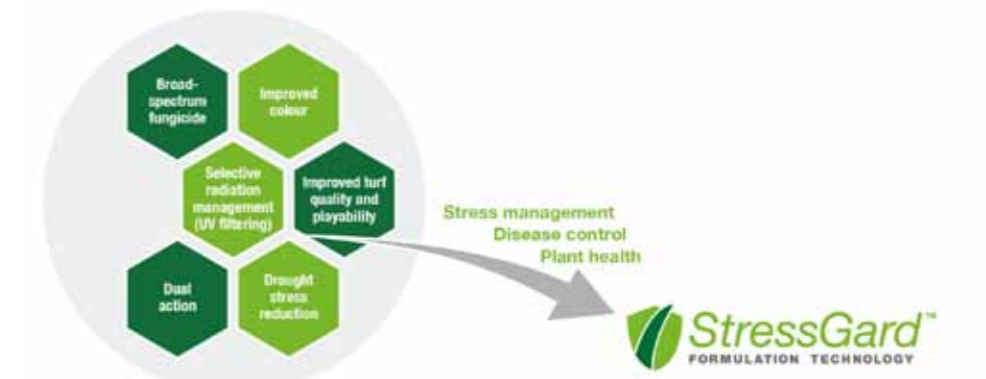 Broad-
spectrum
fungicide
Improved
colour
Selective
radiation
management
(UV filtering)
Improved turf
quality and
playability
Dual
action
Drought
stress
reduction
Stress management
Disease control
Plant health
StressGard™
FORMULATION TECHNOLOGY